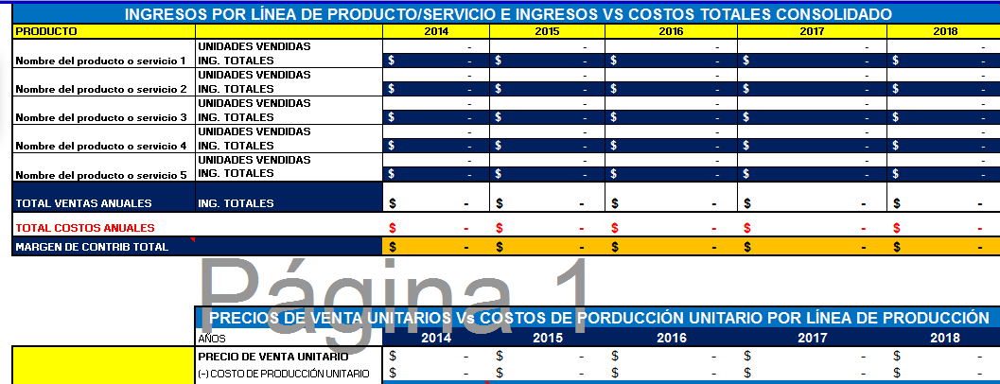 INGRESOS POR LÍNEA DE PRODUCTO/SERVICIO E INGRESOS VS COSTOS TOTALES CONSOLIDADO
PRODUCTO 2014 2015 2016 2017 2018
UNIDADES VENDIDAS - - - - -
Nombre del producto o servicio 1 ING. TOTALES $ - $ - $ - $ - $ -
UNIDADES VENDIDAS - - - - -
Nombre del producto o servicio 2 ING. TOTALES $ - $ - $ - $ - $ -
UNIDADES VENDIDAS - - - - -
Nombre del producto o servicio 3 ING. TOTALES $ - $ - $ - $ - $ -
UNIDADES VENDIDAS - - - - -
Nombre del producto o servicio 4 ING. TOTALES $ - $ - $ - $ - $ -
UNIDADES VENDIDAS - - - - -
Nombre del producto o servicio 5 ING. TOTALES $ - $ - $ - $ - $ -
TOTAL VENTAS ANUALES ING. TOTALES $ - $ - $ - $ - $ -
TOTAL COSTOS ANUALES $ - $ - $ - $ - $ -
MARGEN DE CONTRIB TOTAL $ - $ - $ - $ - $ -
Página 1
PRECIOS DE VENTA UNITARIOS Vs COSTOS DE PORDUCCIÓN UNITARIO POR LÍNEA DE PRODUCCIÓN
AÑOS 2014 2015 2016 2017 2018
PRECIO DE VENTA UNITARIO $ - $ - $ - $ - $ -
(-) COSTO DE PRODUCCIÓN UNITARIO $ - $ - $ - $ - $ -